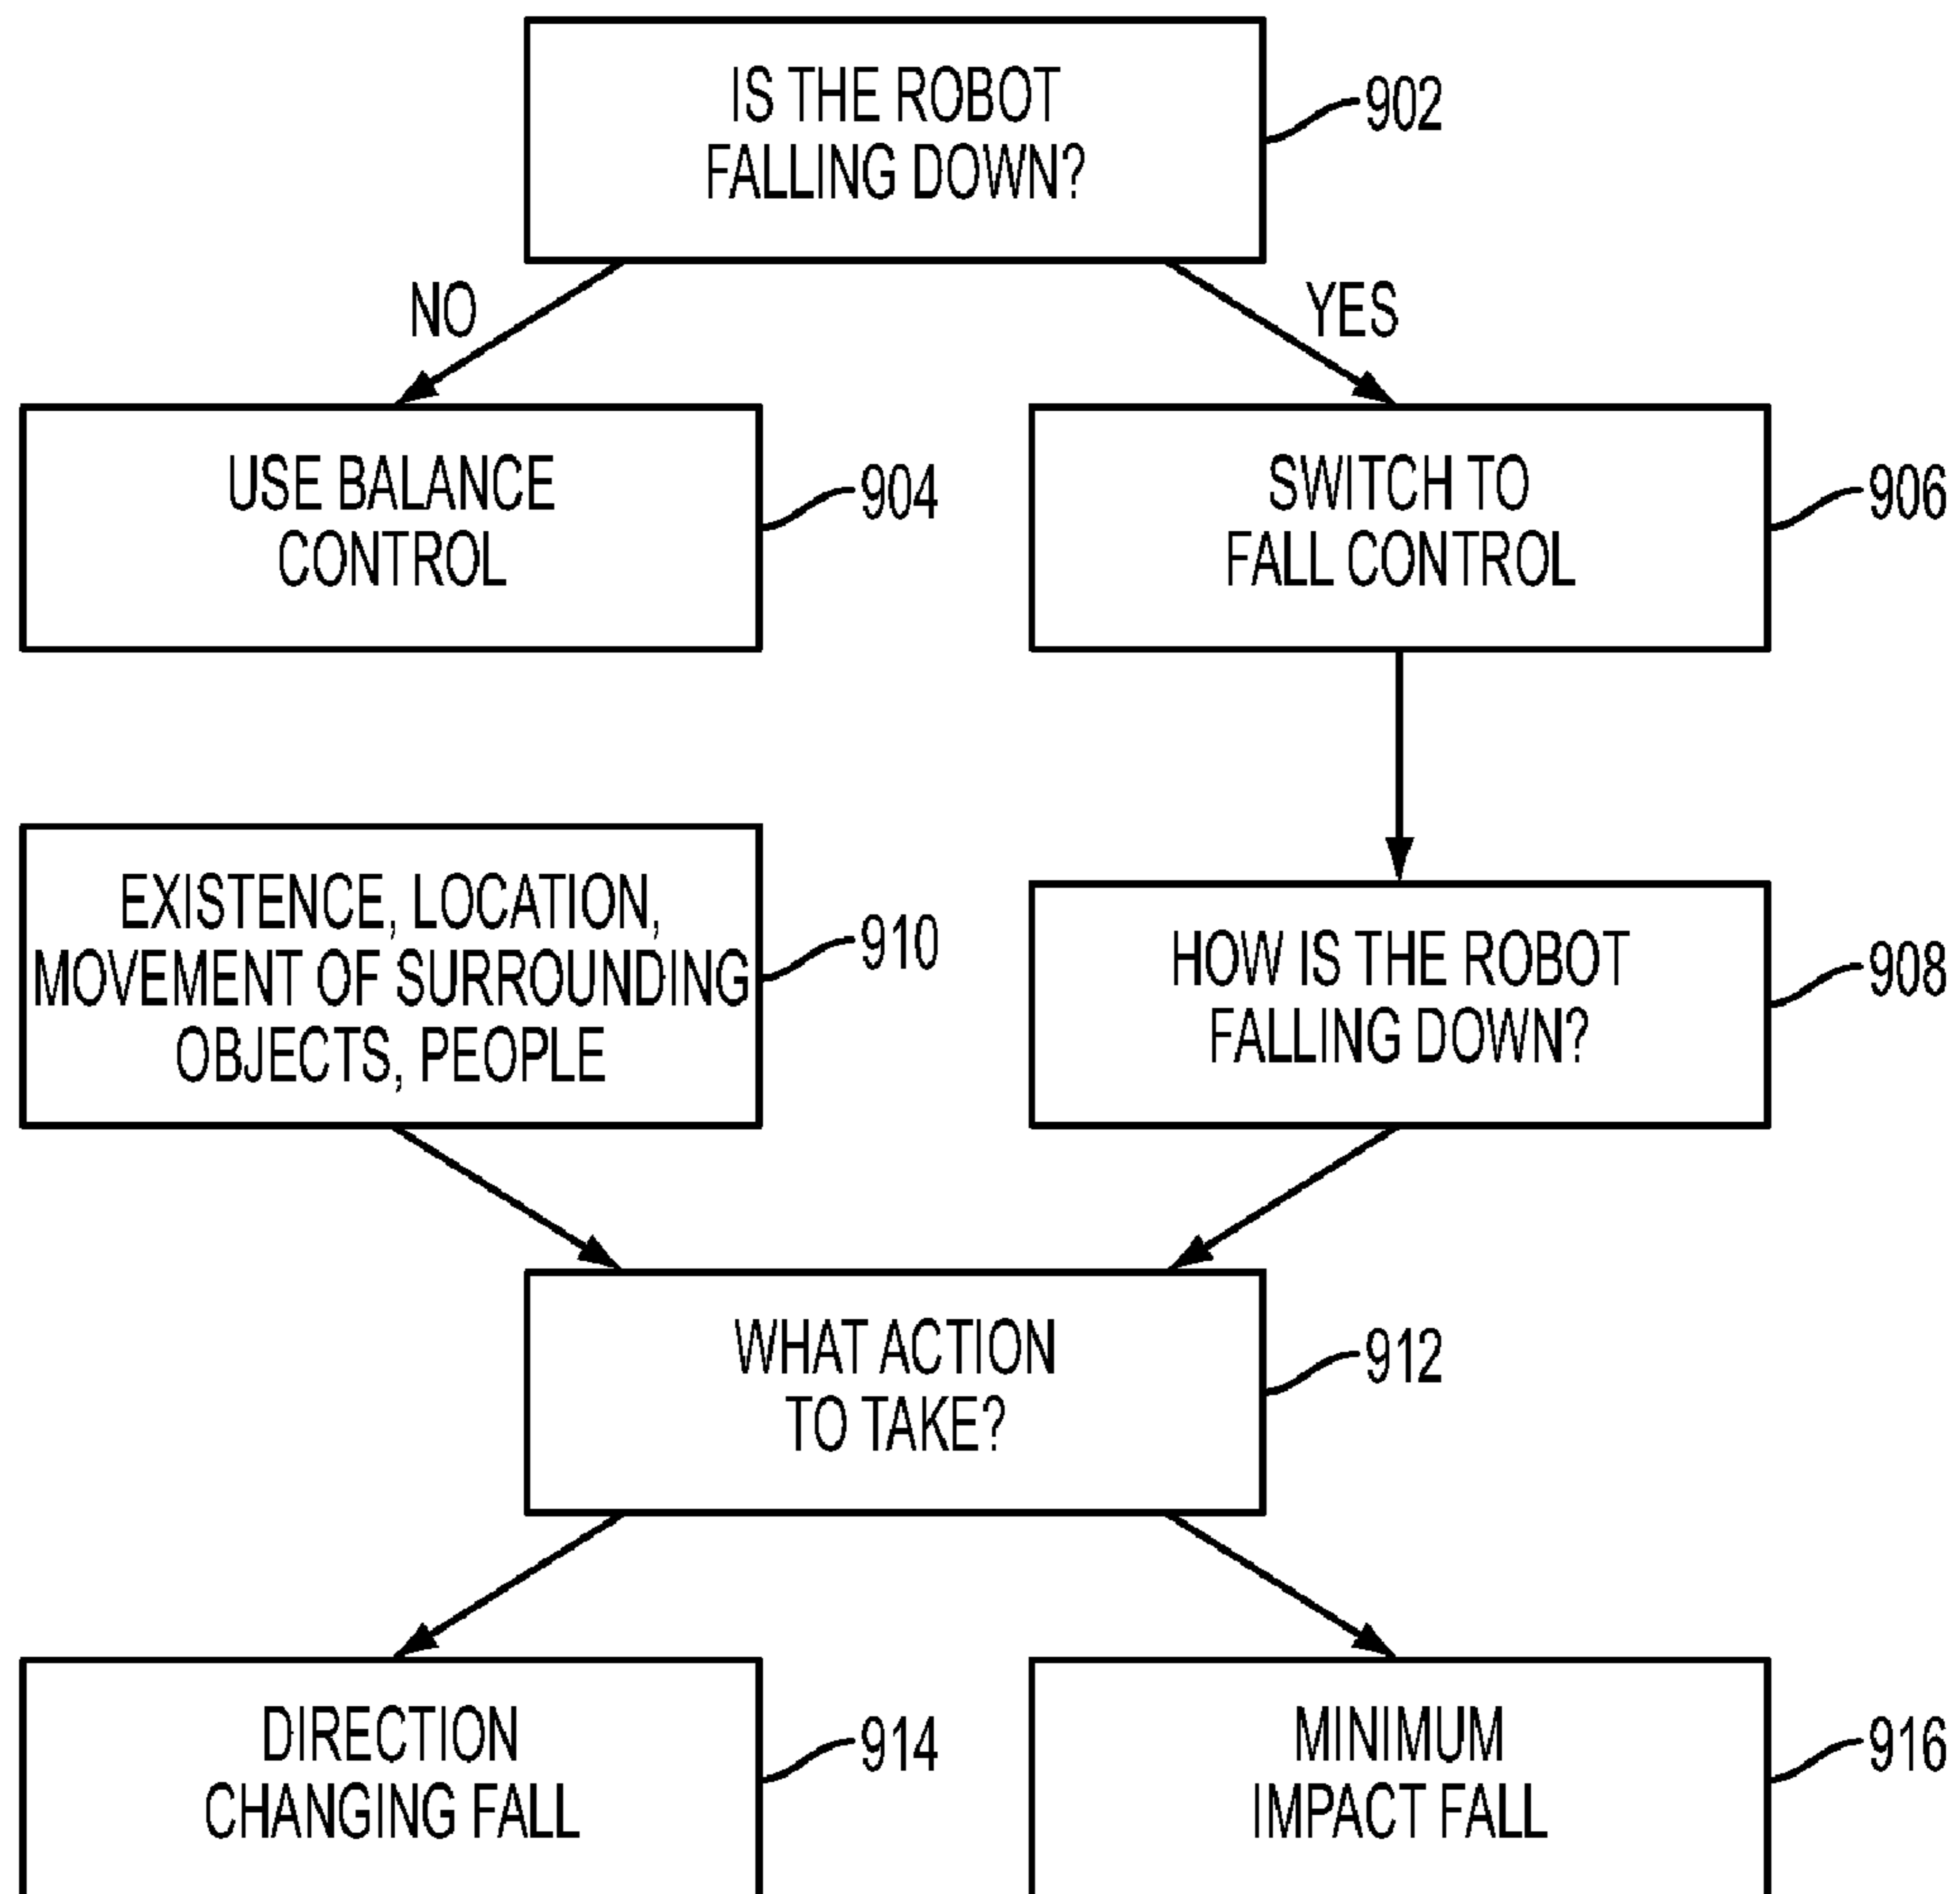 IS THE ROBOT
FALLING DOWN?
902
NO
YES
USE BALANCE
CONTROL
904
SWITCH TO
FALL CONTROL
906
EXISTENCE, LOCATION,
MOVEMENT OF SURROUNDING
OBJECTS, PEOPLE
910
HOW IS THE ROBOT
FALLING DOWN?
908
WHAT ACTION
TO TAKE?
912
DIRECTION
CHANGING FALL
914
MINIMUM
IMPACT FALL
916